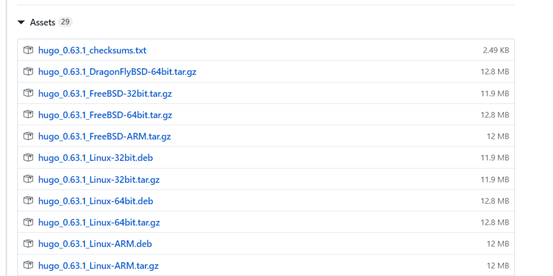 Assets 29
hugo_0.63.1_checksums.txt 2.49 KB
hugo_0.63.1_DragonFlyBSD-64bit.tar.gz 12.8 MB
hugo_0.63.1_FreeBSD-32bit.tar.gz 11.9 MB
hugo_0.63.1_FreeBSD-64bit.tar.gz 12.8 MB
hugo_0.63.1_FreeBSD-ARM.tar.gz 12 MB
hugo_0.63.1_Linux-32bit.deb 11.9 MB
hugo_0.63.1_Linux-32bit.tar.gz 11.9 MB
hugo_0.63.1_Linux-64bit.deb 12.8 MB
hugo_0.63.1_Linux-64bit.tar.gz 12.8 MB
hugo_0.63.1_Linux-ARM.deb 12 MB
hugo_0.63.1_Linux-ARM.tar.gz 12 MB